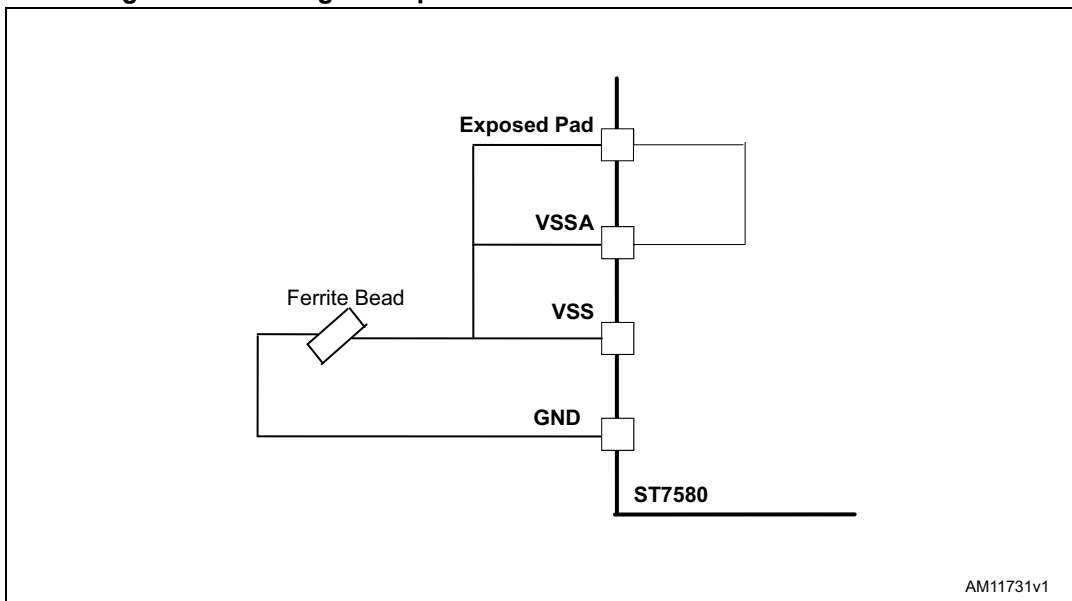 Exposed Pad
VSSA
Ferrite Bead
VSS
GND
ST7580
AM11731v1